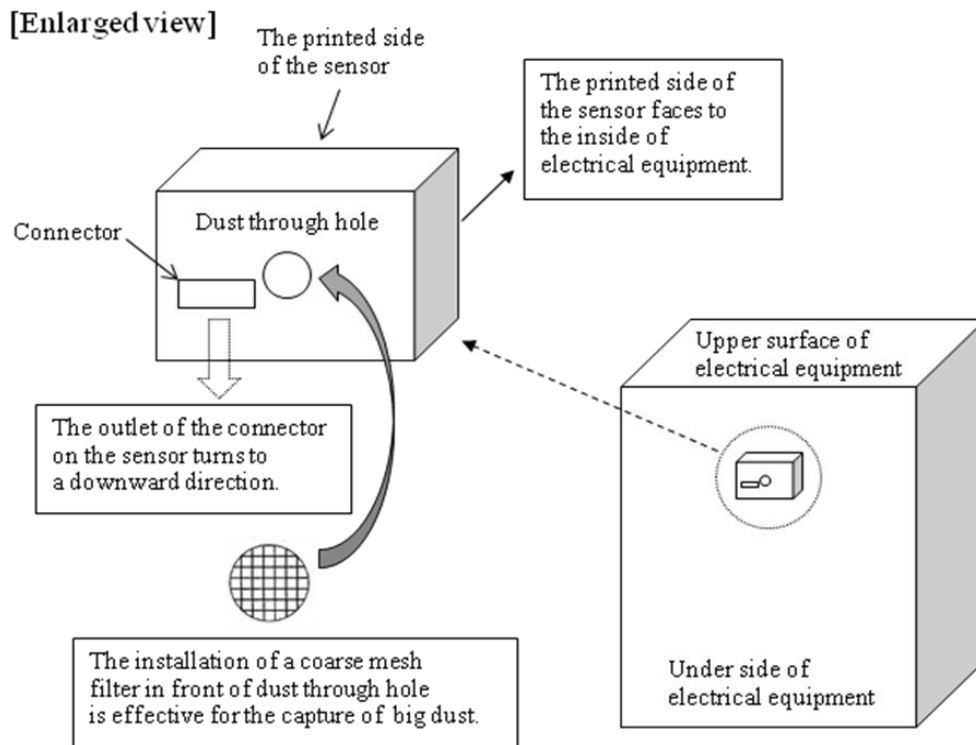 [Enlarged view]
The printed side
of the sensor
The printed side of
the sensor faces to
the inside of
electrical equipment.
Dust through hole
Connector
Upper surface of
electrical equipment
The outlet of the connector
on the sensor turns to
a downward direction.
The installation of a coarse mesh
filter in front of dust through hole
is effective for the capture of big dust.
Under side of
electrical equipment